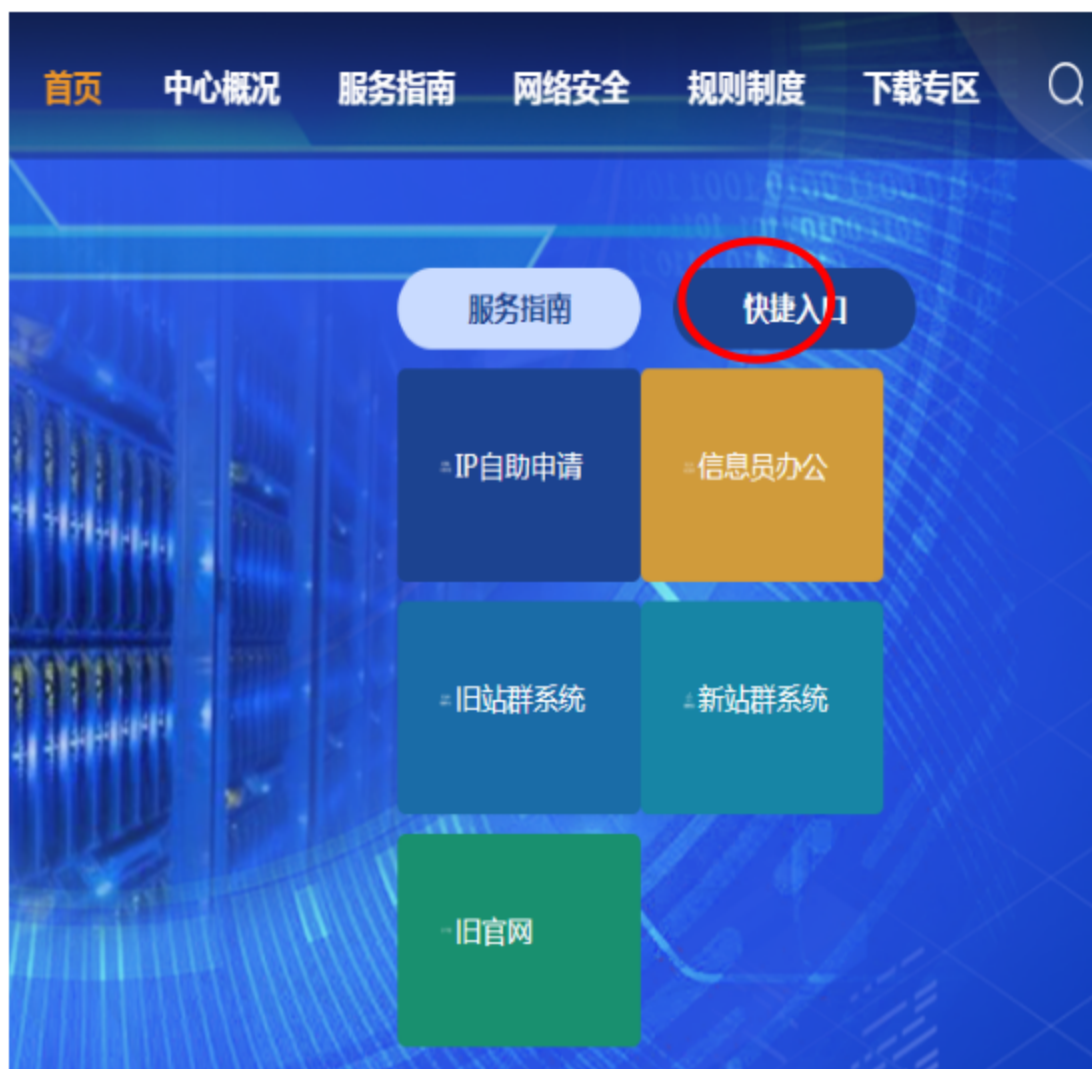 首页 中心概况 服务指南 网络安全 规则制度 下载专区
服务指南 快捷入口
IP自助申请 信息员办公
旧站群系统 新站群系统
旧官网